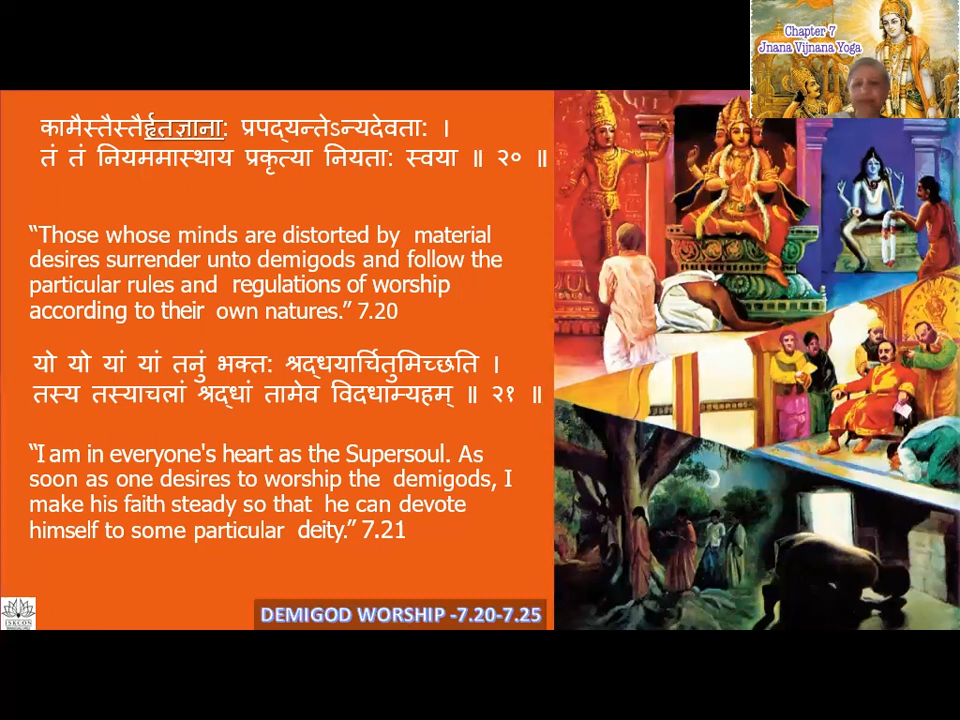 Chapter 7
Jnana Vijnana Yoga
कामैस्तैस्तैर्हृतज्ञानाः प्रपद्यन्तेऽन्यदेवताः ।
तं तं नियममास्थाय प्रकृत्या नियताः स्वया ॥ २० ॥
“Those whose minds are distorted by material
desires surrender unto demigods and follow the
particular rules and regulations of worship
according to their own natures.” 7.20
यो यो यां यां तनुं भक्तः श्रद्धयार्चितुमिच्छति ।
तस्य तस्याचलां श्रद्धां तामेव विदधाम्यहम् ॥ २१ ॥
“I am in everyone's heart as the Supersoul. As
soon as one desires to worship the demigods, I
make his faith steady so that he can devote
himself to some particular deity.” 7.21
ISKCON
DEMIGOD WORSHIP -7.20-7.25